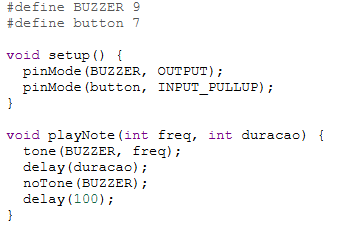 #define BUZZER 9
#define button 7
void setup() {
  pinMode(BUZZER, OUTPUT);
  pinMode(button, INPUT_PULLUP);
}
void playNote(int freq, int duracao) {
  tone(BUZZER, freq);
  delay(duracao);
  noTone(BUZZER);
  delay(100);
}